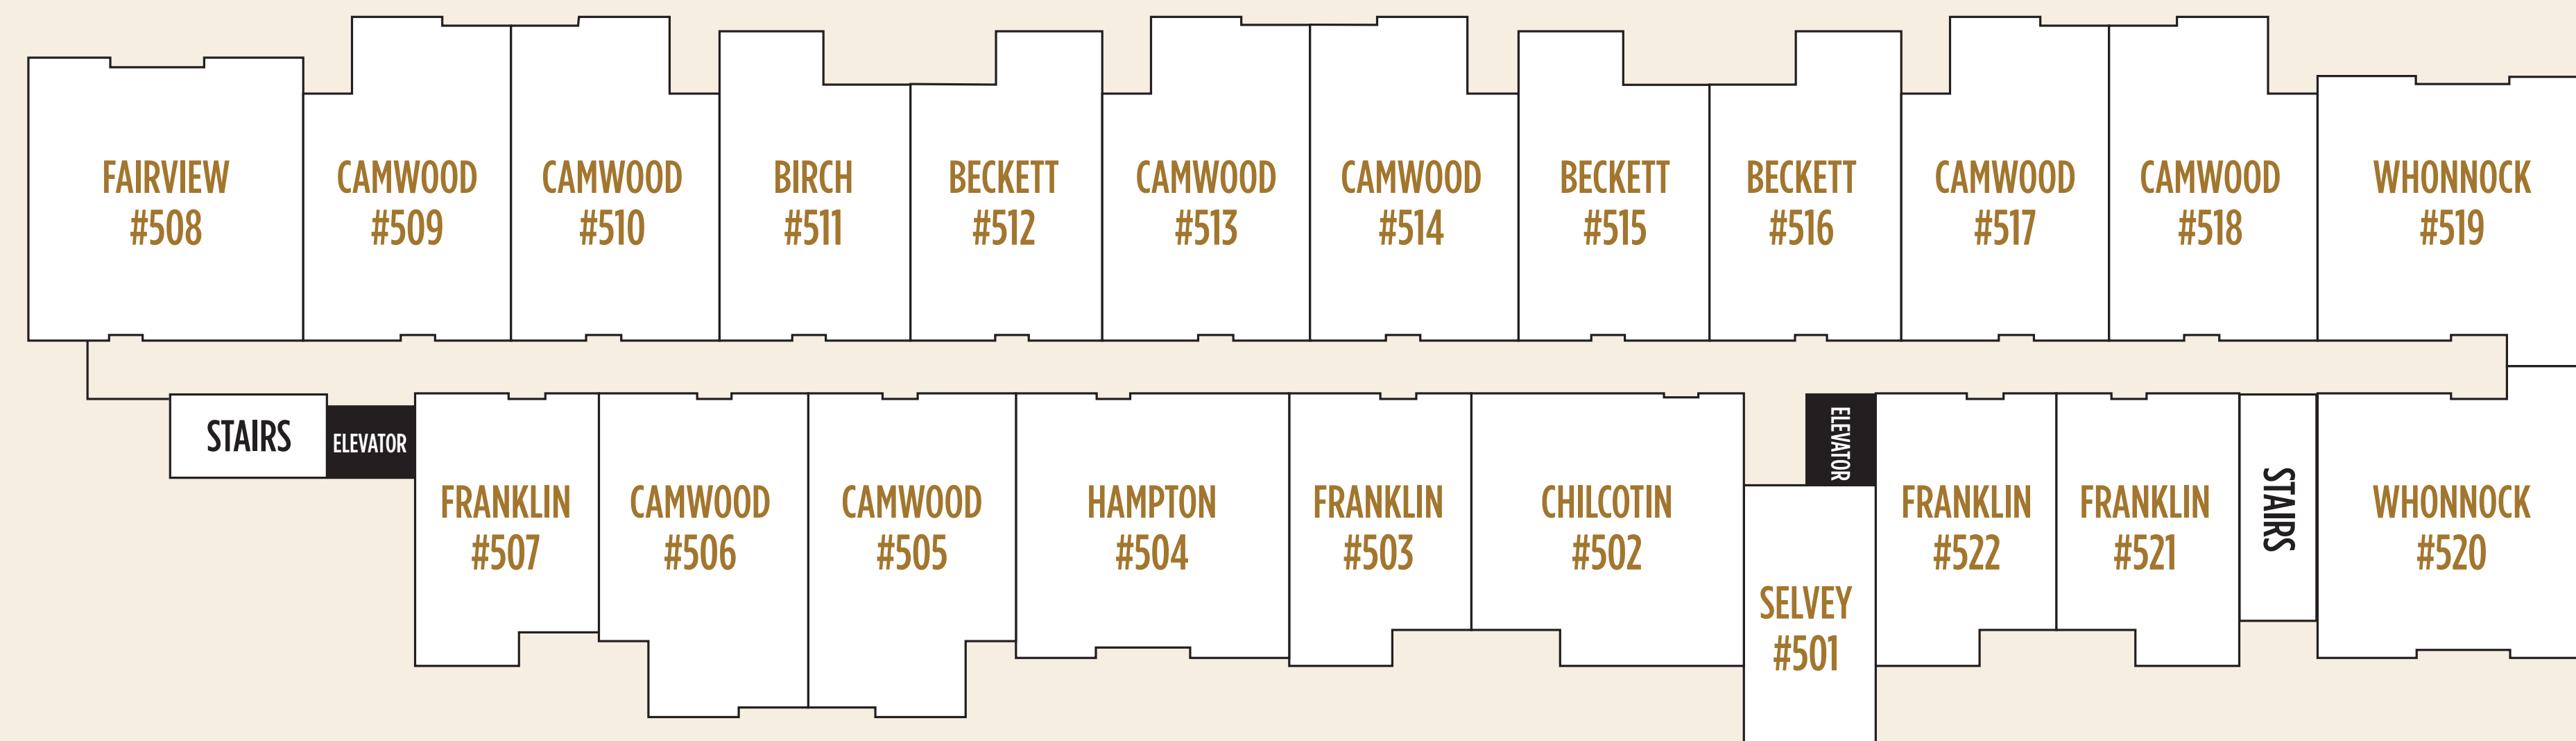 FAIRVIEW
#508
CAMWOOD
#509
CAMWOOD
#510
BIRCH
#511
BECKETT
#512
CAMWOOD
#513
CAMWOOD
#514
BECKETT
#515
BECKETT
#516
CAMWOOD
#517
CAMWOOD
#518
WHONNOCK
#519
STAIRS
ELEVATOR
FRANKLIN
#507
CAMWOOD
#506
CAMWOOD
#505
HAMPTON
#504
FRANKLIN
#503
CHILCOTIN
#502
ELEVATOR
SELVEY
#501
FRANKLIN
#522
FRANKLIN
#521
STAIRS
WHONNOCK
#520